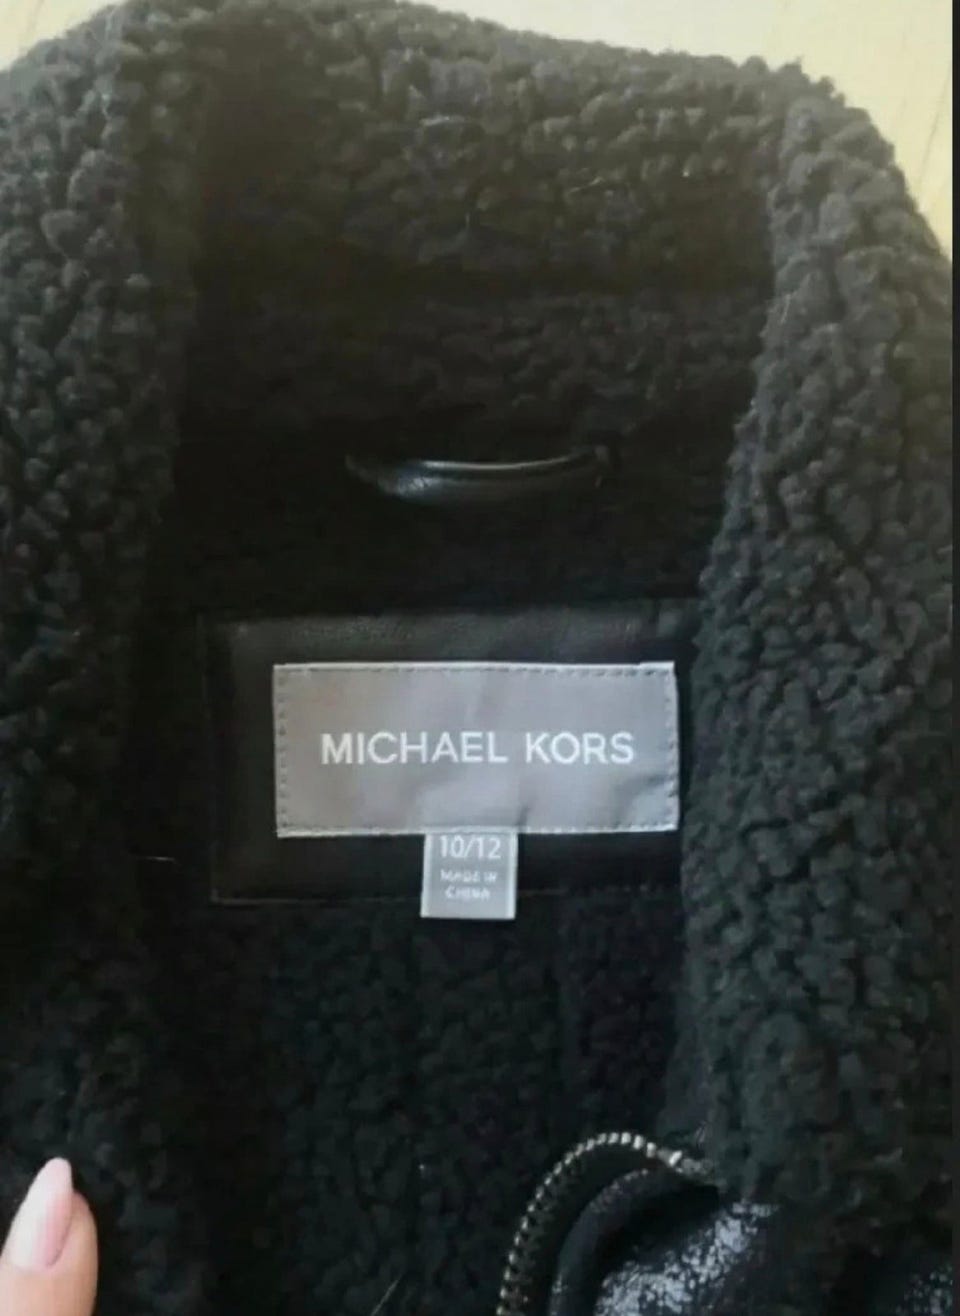 MICHAEL KORS
10/12
MADE IN
CHINA